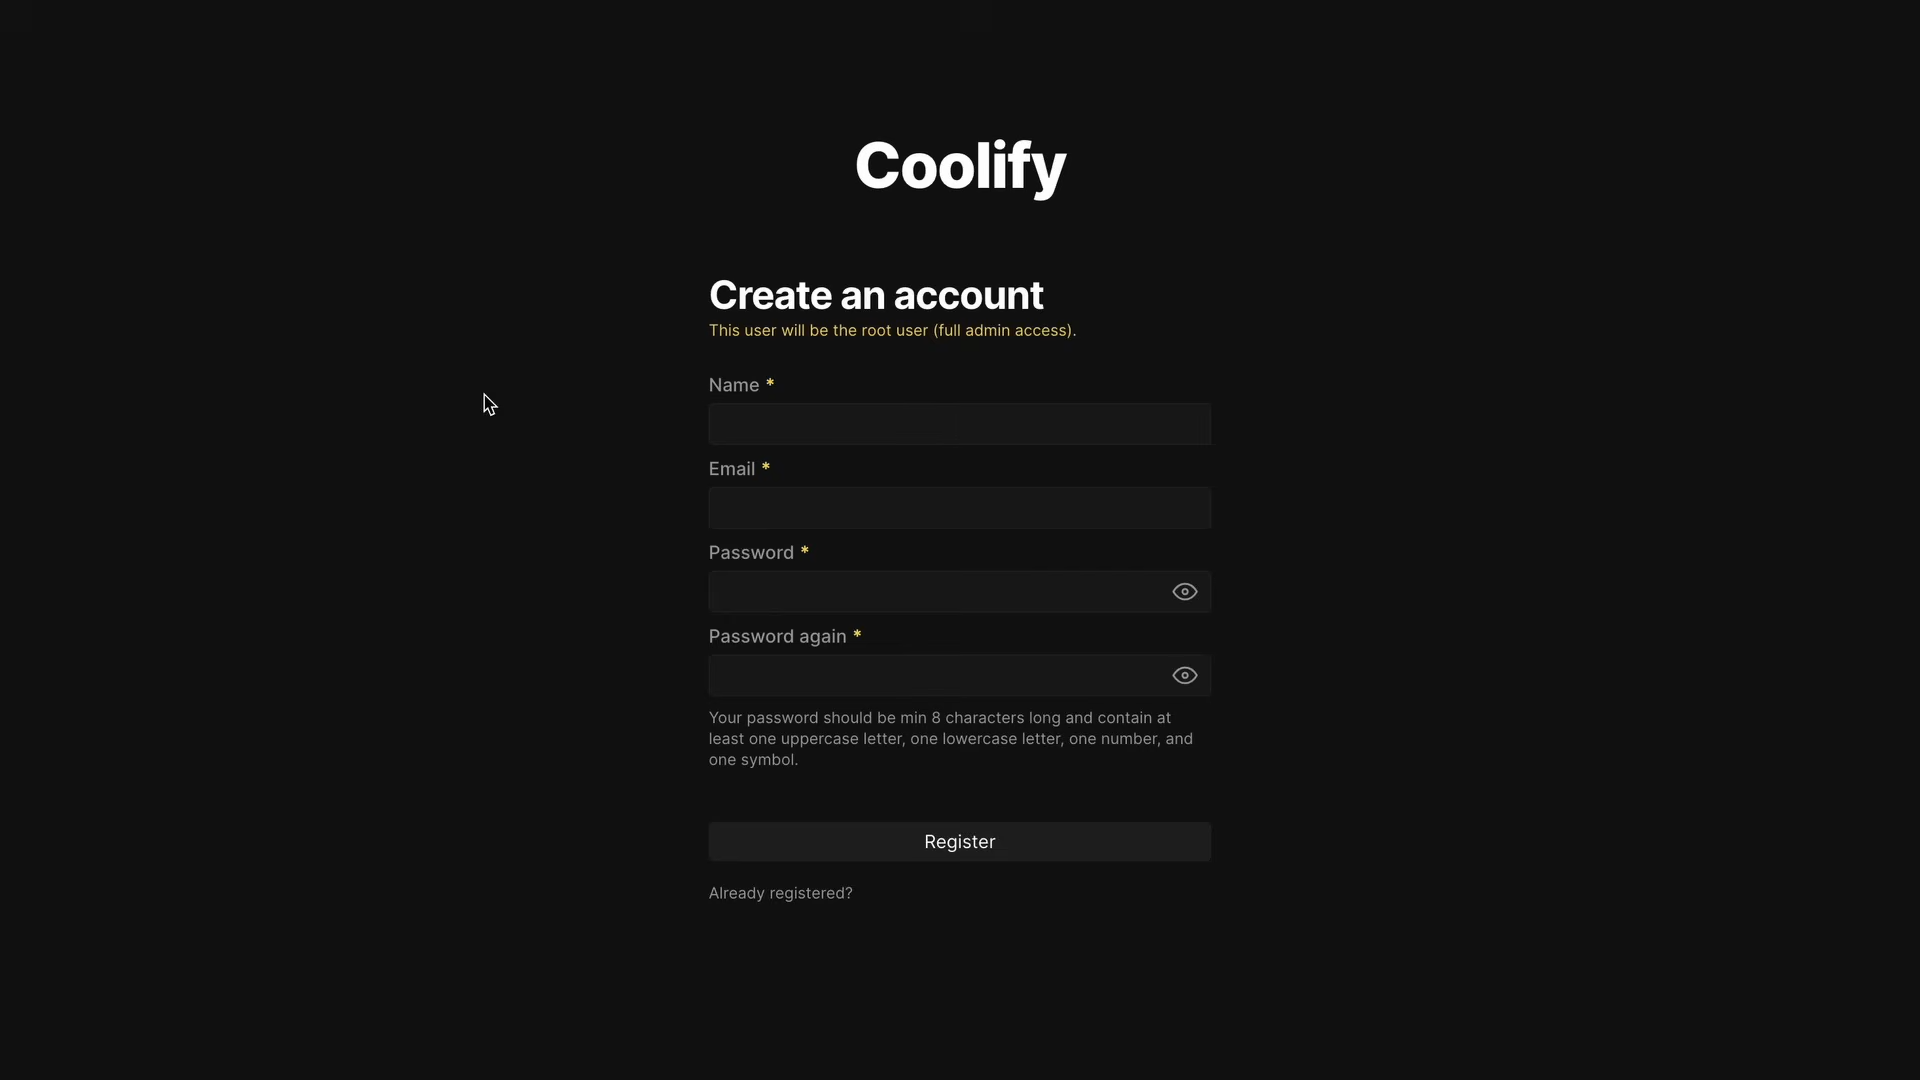 Coolify
Create an account
This user will be the root user (full admin access).
Name *
Email *
Password *
Password again *
Your password should be min 8 characters long and contain at
least one uppercase letter, one lowercase letter, one number, and
one symbol.
Register
Already registered?